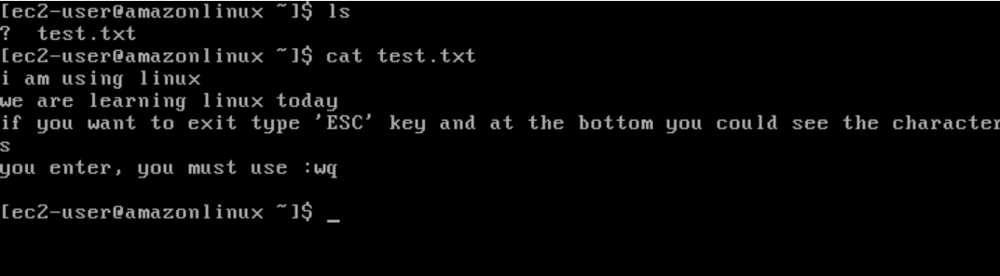 [ec2-user@amazonlinux ~]$ ls
?  test.txt
[ec2-user@amazonlinux ~]$ cat test.txt
i am using linux
we are learning linux today
if you want to exit type 'ESC' key and at the bottom you could see the character
s
you enter, you must use :wq
[ec2-user@amazonlinux ~]$ _